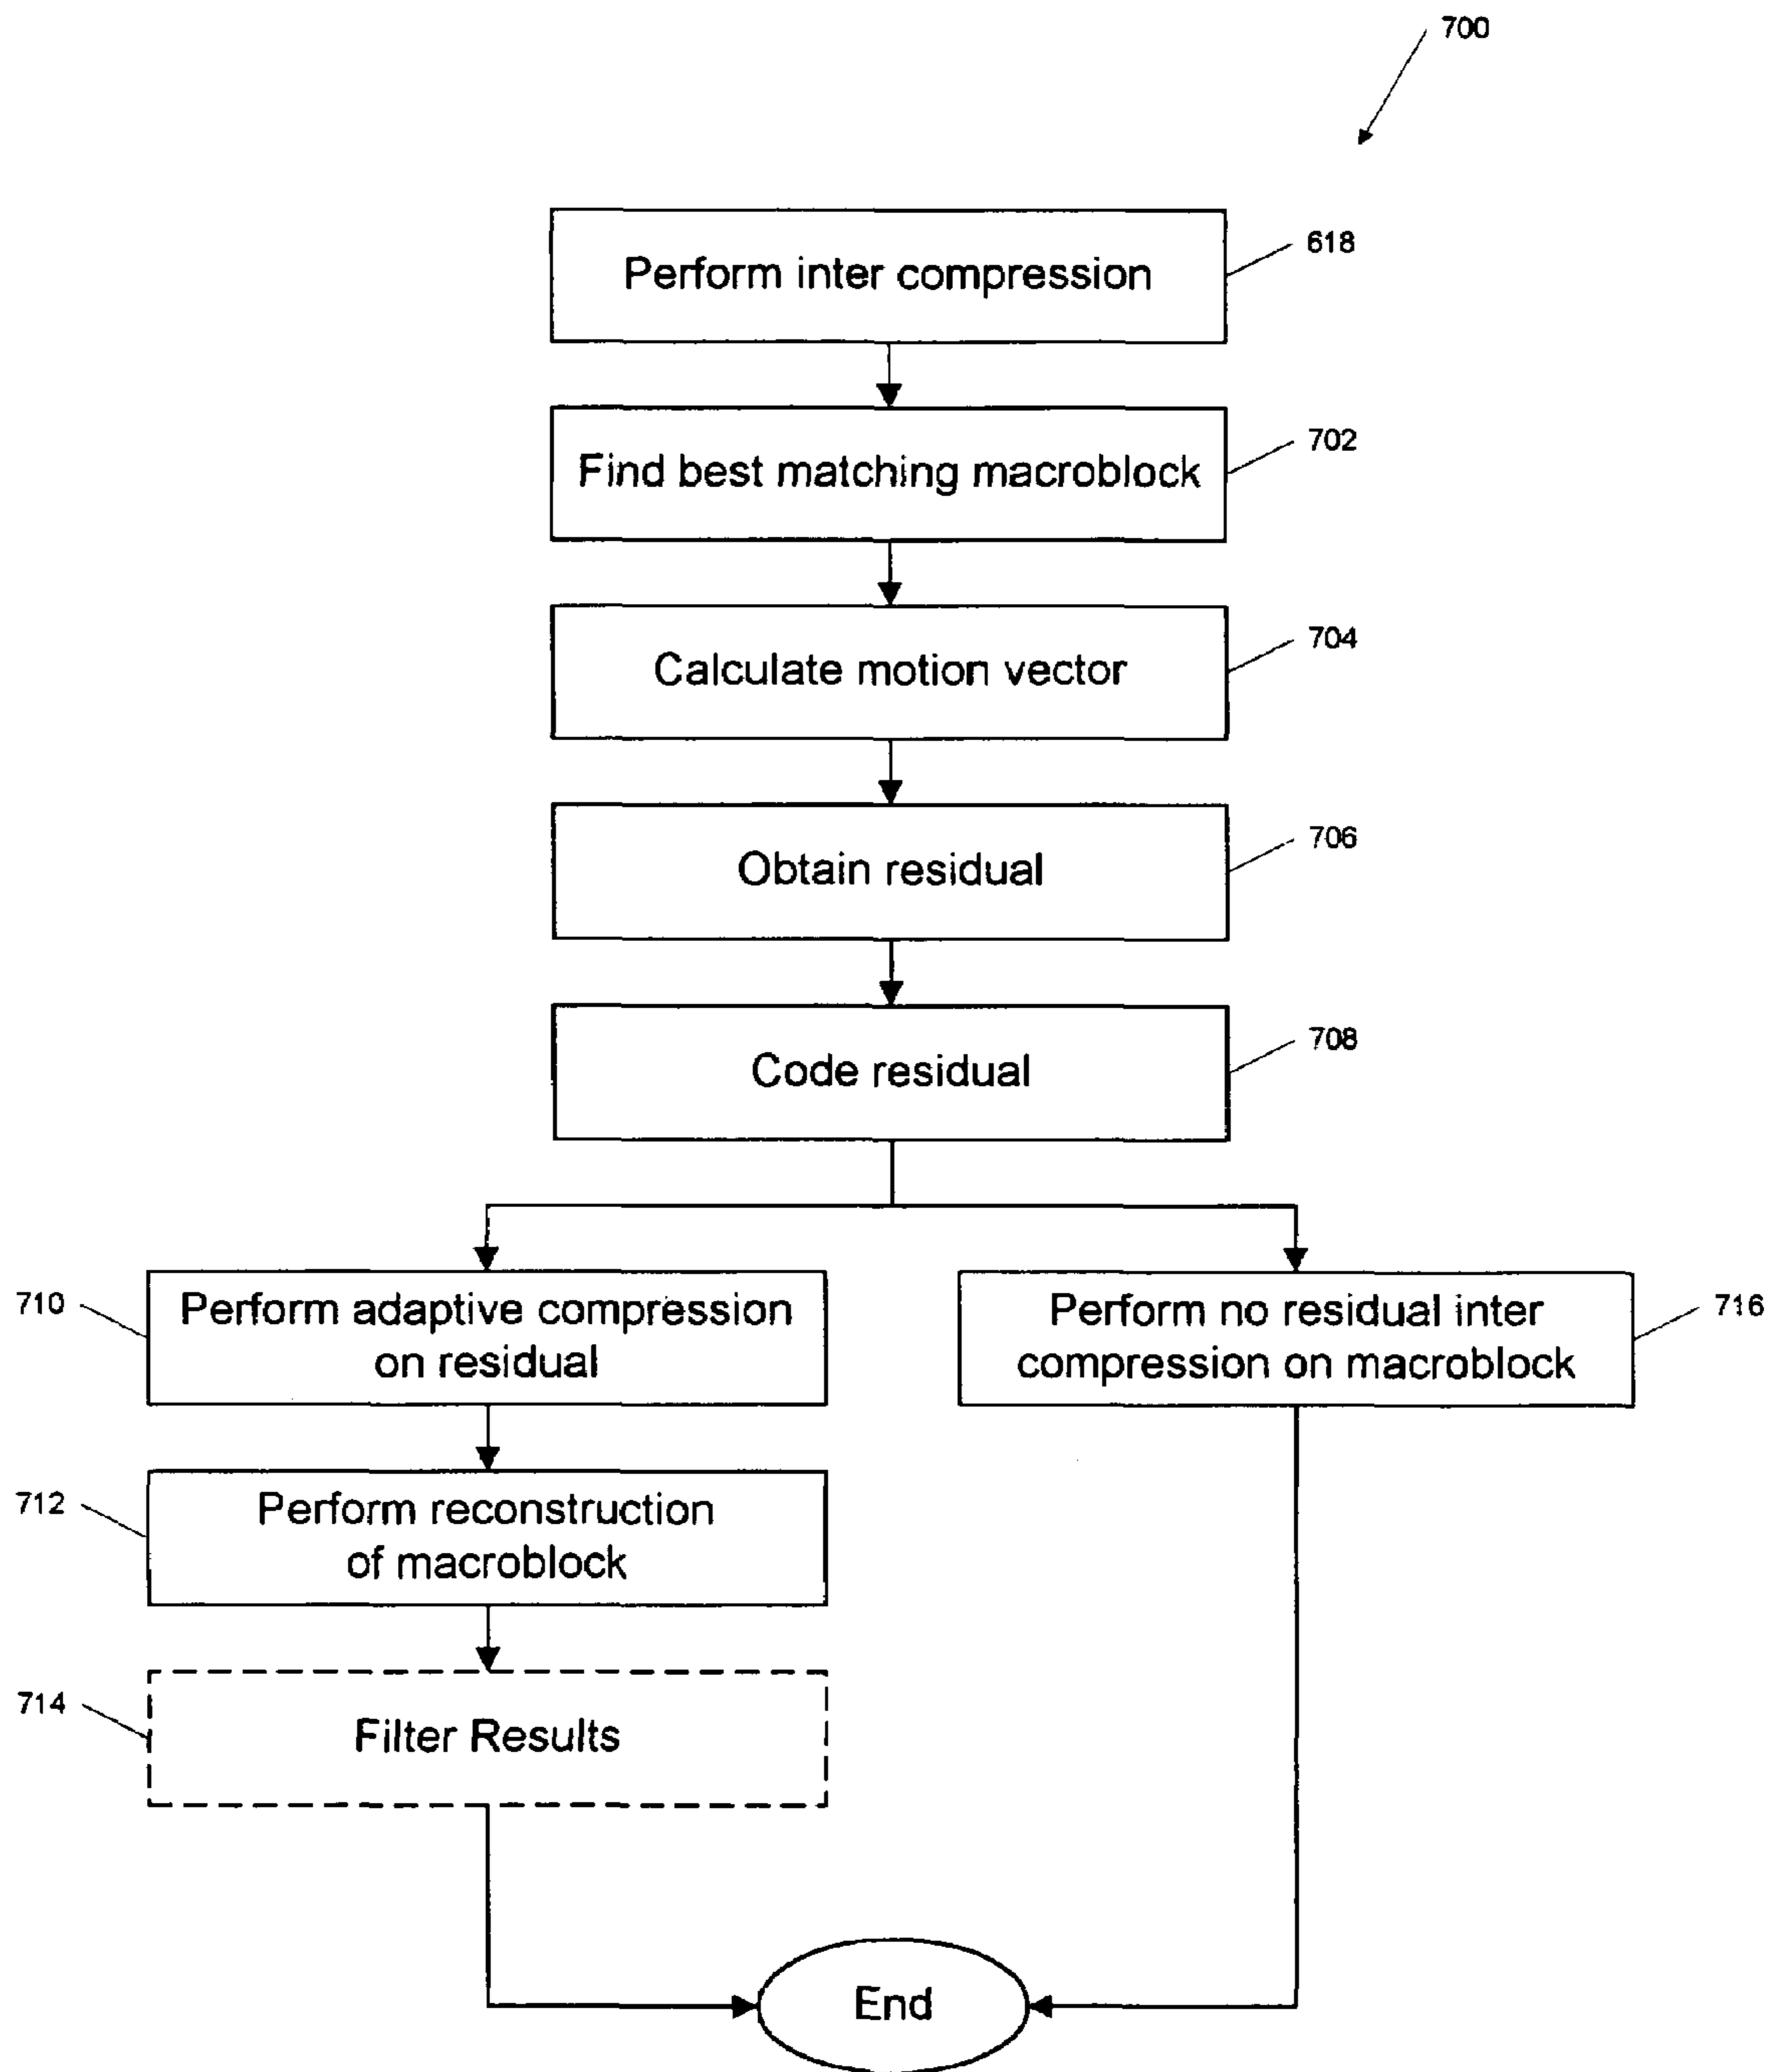 700
Perform inter compression
618
Find best matching macroblock
702
Calculate motion vector
704
Obtain residual
706
Code residual
708
710
Perform adaptive compression
on residual
Perform no residual inter
compression on macroblock
716
712
Perform reconstruction
of macroblock
714
Filter Results
End